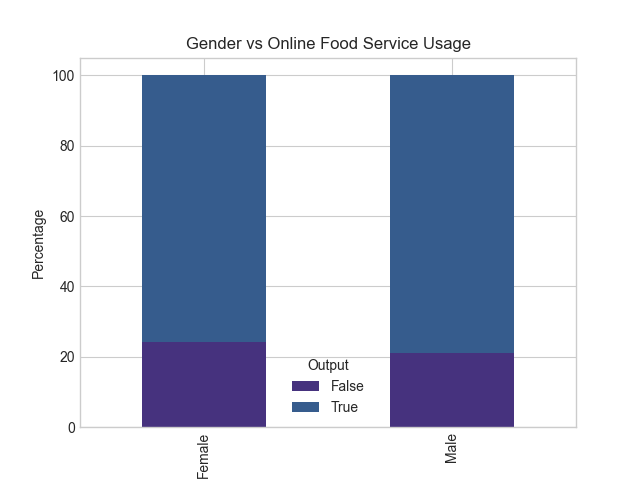 Gender vs Online Food Service Usage
100
80
60
40
20
0
Percentage
Output
False
True
Female
Male